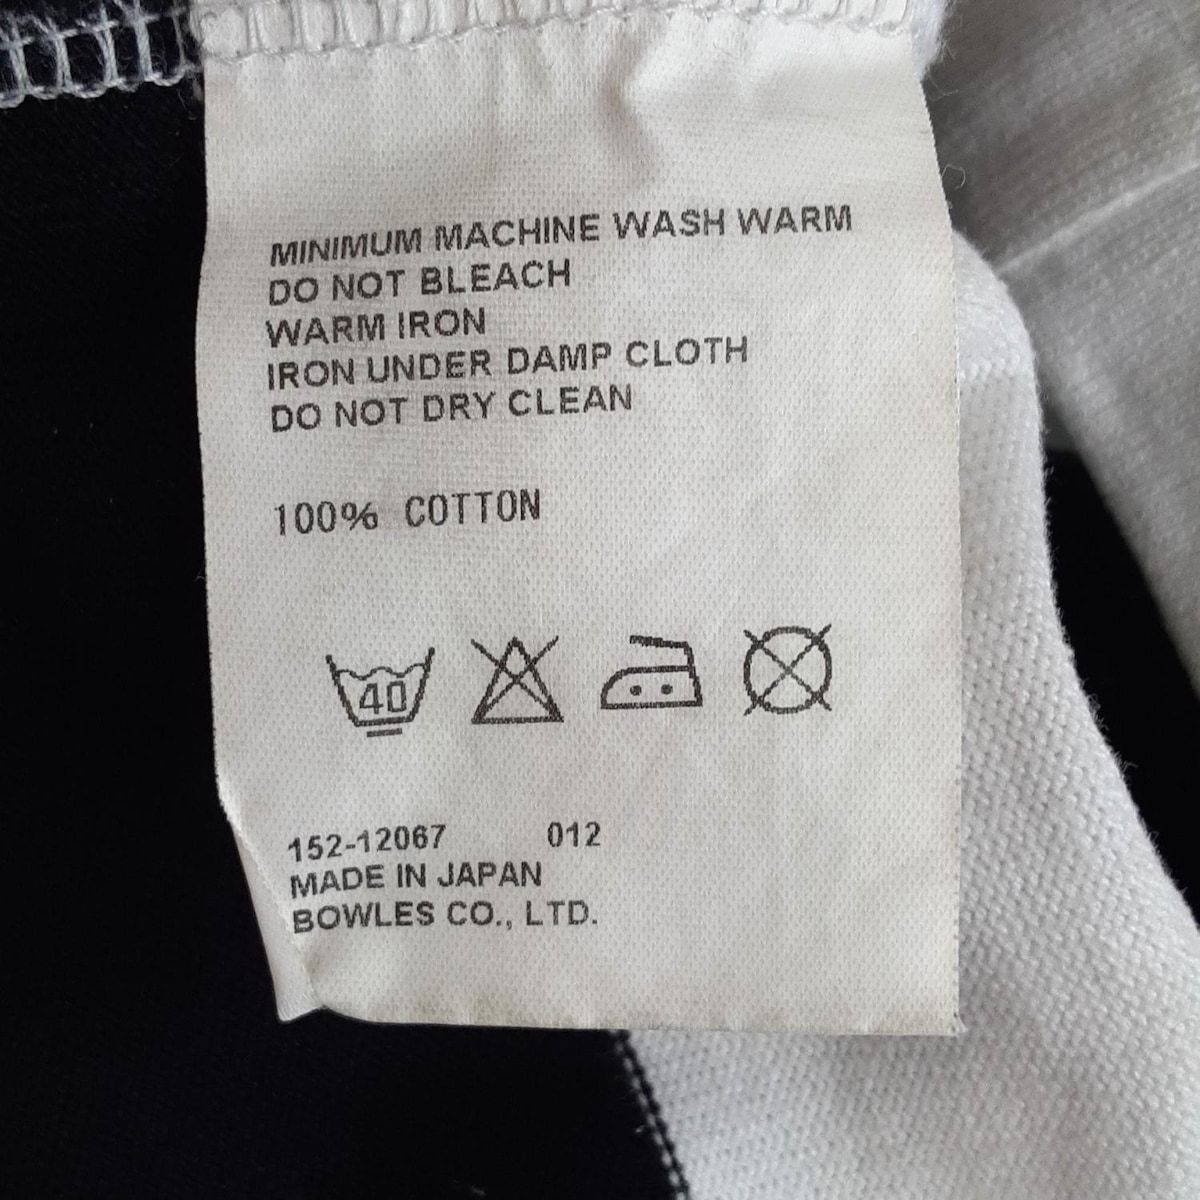 MINIMUM MACHINE WASH WARM
DO NOT BLEACH
WARM IRON
IRON UNDER DAMP CLOTH
DO NOT DRY CLEAN
100% COTTON
40
152-12067 012
MADE IN JAPAN
BOWLES CO., LTD.